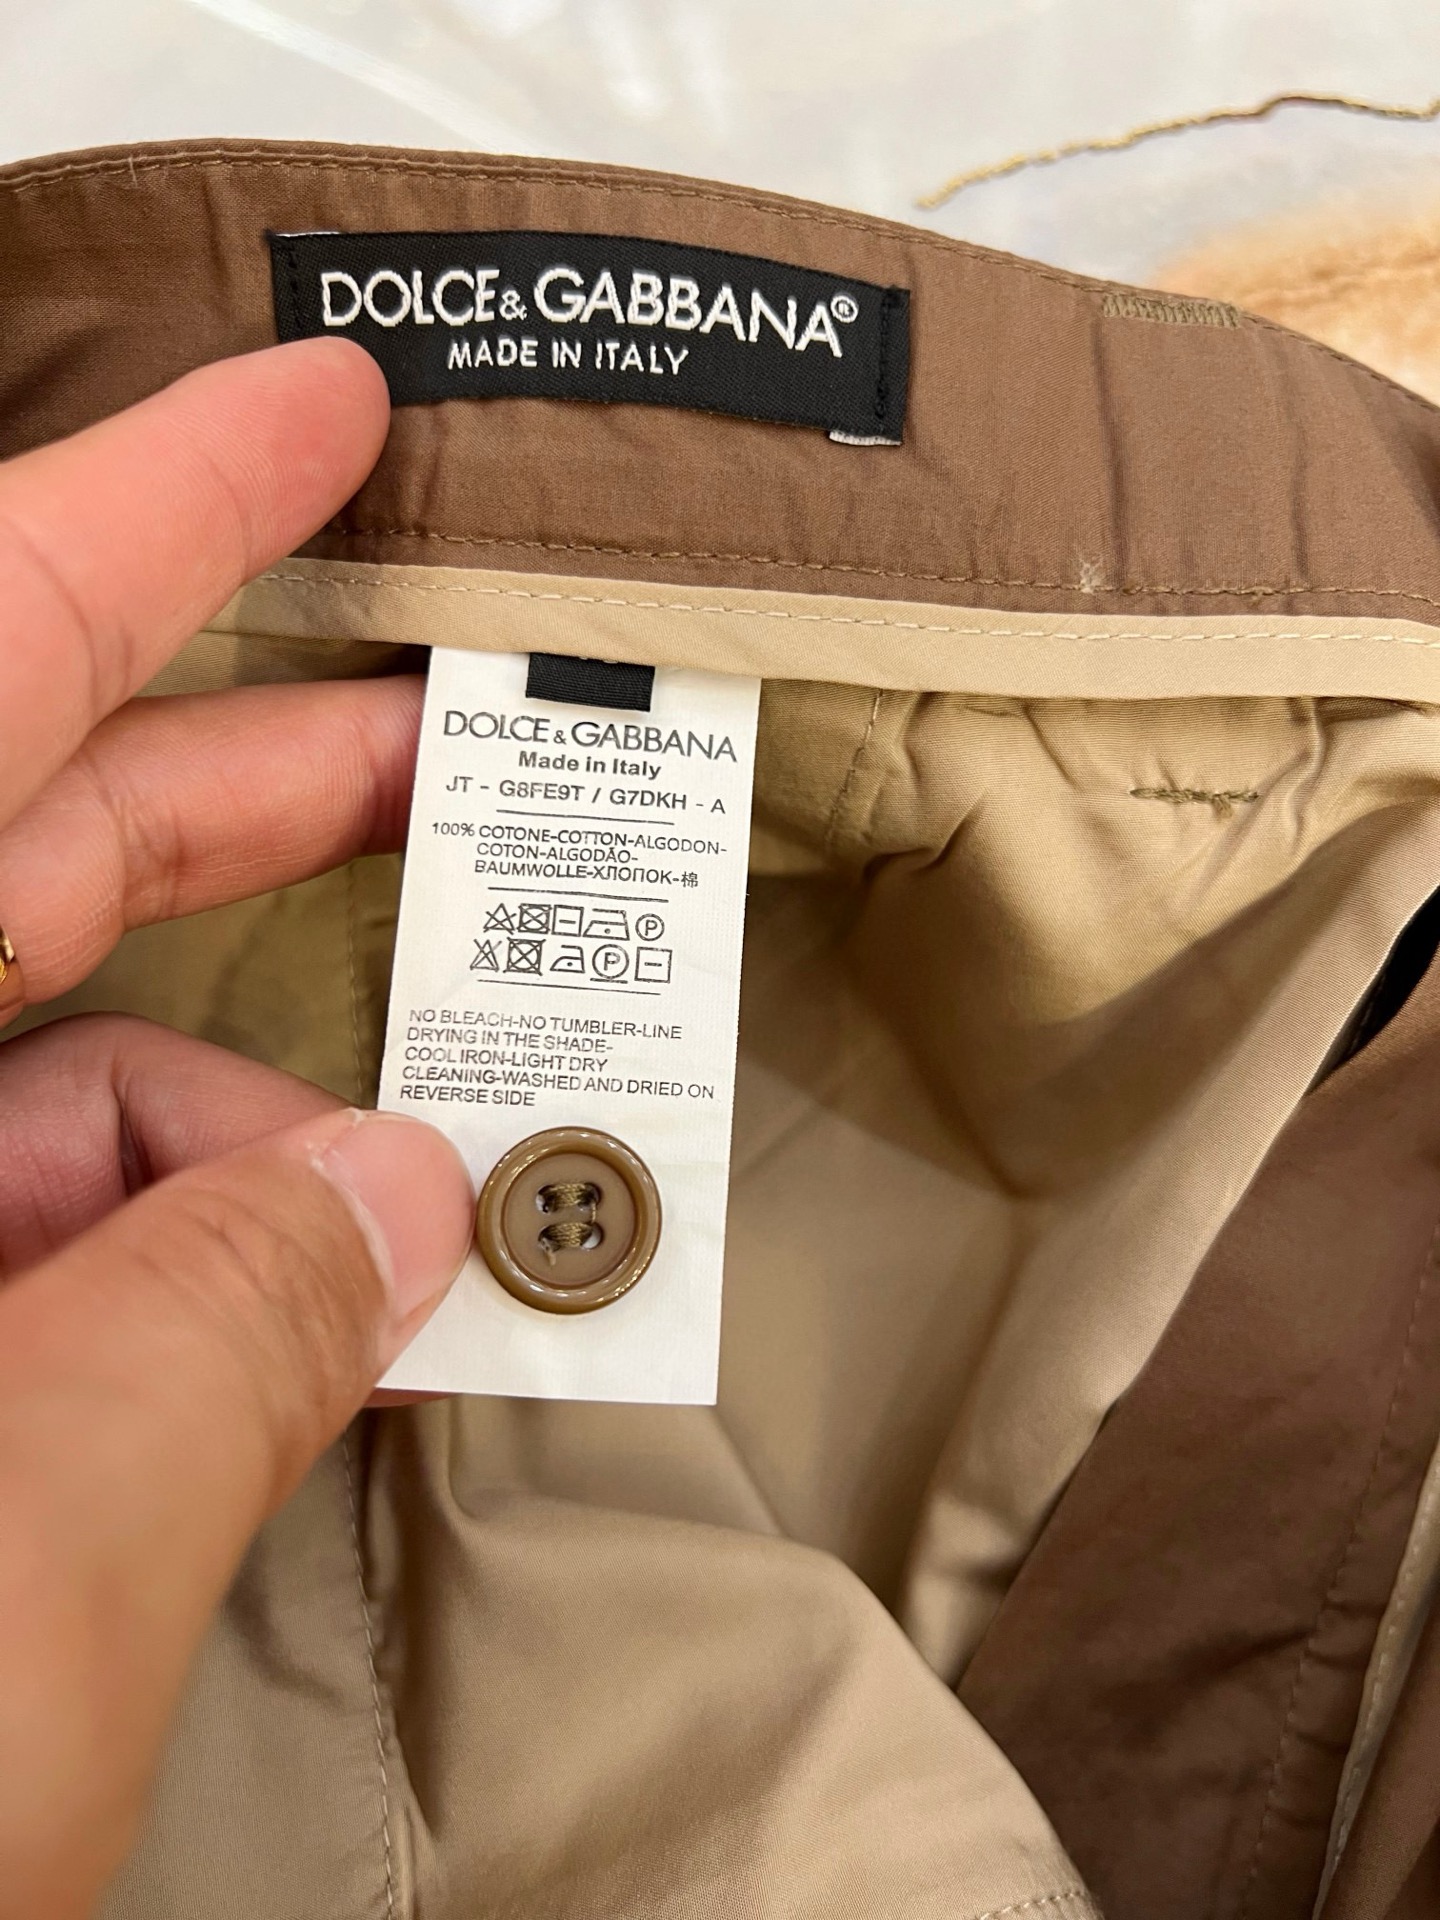 DOLCE&GABBANA®
MADE IN ITALY
DOLCE&GABBANA
Made in Italy
JT - G8FE9T / G7DKH - A
100% COTONE-COTTON-ALGODON-
COTON-ALGODÃO-
BAUMWOLLE-ХЛОПОК-棉
P
P
NO BLEACH-NO TUMBLER-LINE
DRYING IN THE SHADE-
COOL IRON-LIGHT DRY
CLEANING-WASHED AND DRIED ON
REVERSE SIDE